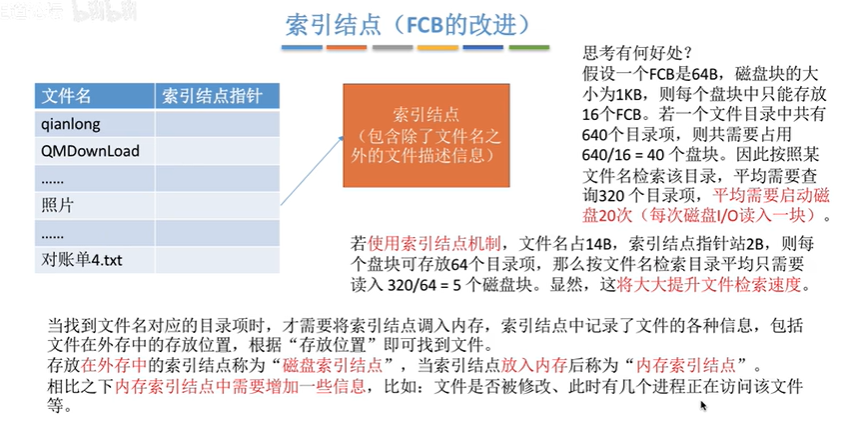 索引结点（FCB的改进）
文件名 索引结点指针
qianlong
QMDownLoad
......
照片
......
对账单4.txt
索引结点
（包含除了文件名之
外的文件描述信息）
思考有何好处？
假设一个FCB是64B，磁盘块的大
小为1KB，则每个盘块中只能存放
16个FCB。若一个文件目录中共有
640个目录项，则共需要占用
640/16 = 40 个盘块。因此按照某
文件名检索该目录，平均需要查
询320 个目录项，平均需要启动磁
盘20次（每次磁盘I/O读入一块）。
若使用索引结点机制，文件名占14B，索引结点指针站2B，则每
个盘块可存放64个目录项，那么按文件名检索目录平均只需要
读入 320/64 = 5 个磁盘块。显然，这将大大提升文件检索速度。
当找到文件名对应的目录项时，才需要将索引结点调入内存，索引结点中记录了文件的各种信息，包括
文件在外存中的存放位置，根据“存放位置”即可找到文件。
存放在外存中的索引结点称为“磁盘索引结点”，当索引结点放入内存后称为“内存索引结点”。
相比之下内存索引结点中需要增加一些信息，比如：文件是否被修改、此时有几个进程正在访问该文件
等。